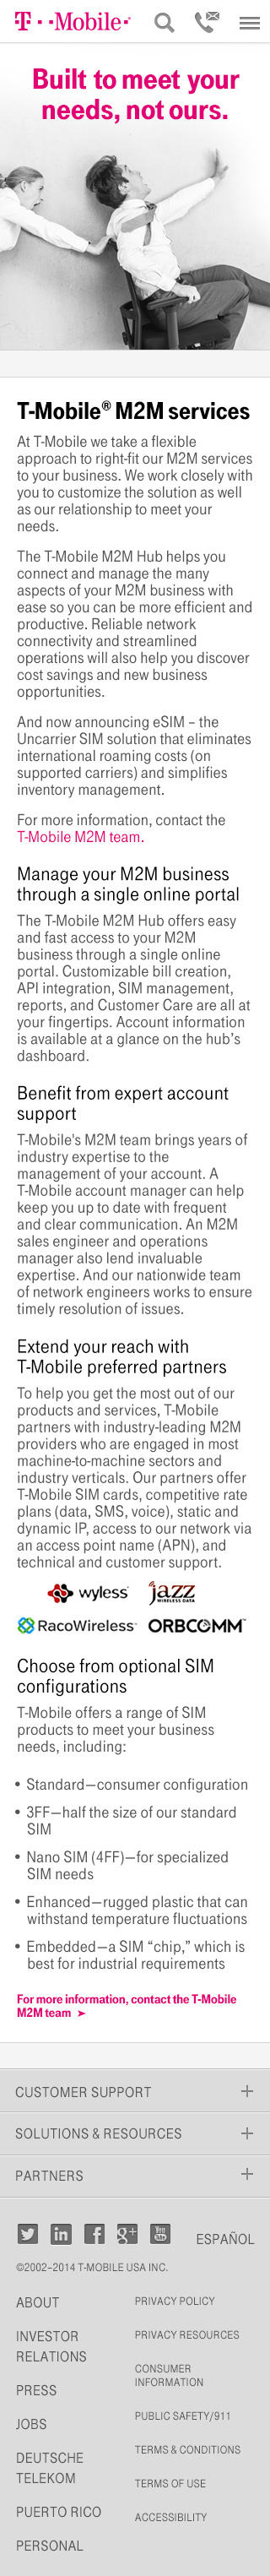 T··Mobile·
Built to meet your
needs, not ours.
T-Mobile® M2M services
At T-Mobile we take a flexible
approach to right-fit our M2M services
to your business. We work closely with
you to customize the solution as well
as our relationship to meet your
needs.
The T-Mobile M2M Hub helps you
connect and manage the many
aspects of your M2M business with
ease so you can be more efficient and
productive. Reliable network
connectivity and streamlined
operations will also help you discover
cost savings and new business
opportunities.
And now announcing eSIM – the
Uncarrier SIM solution that eliminates
international roaming costs (on
supported carriers) and simplifies
inventory management.
For more information, contact the
T-Mobile M2M team.
Manage your M2M business
through a single online portal
The T-Mobile M2M Hub offers easy
and fast access to your M2M
business through a single online
portal. Customizable bill creation,
API integration, SIM management,
reports, and Customer Care are all at
your fingertips. Account information
is available at a glance on the hub's
dashboard.
Benefit from expert account
support
T-Mobile's M2M team brings years of
industry expertise to the
management of your account. A
T-Mobile account manager can help
keep you up to date with frequent
and clear communication. An M2M
sales engineer and operations
manager also lend invaluable
expertise. And our nationwide team
of network engineers works to ensure
timely resolution of issues.
Extend your reach with
T-Mobile preferred partners
To help you get the most out of our
products and services, T-Mobile
partners with industry-leading M2M
providers who are engaged in most
machine-to-machine sectors and
industry verticals. Our partners offer
T-Mobile SIM cards, competitive rate
plans (data, SMS, voice), static and
dynamic IP, access to our network via
an access point name (APN), and
technical and customer support.
wyless jazz WIRELESS DATA
RacoWireless ORBCOMM
Choose from optional SIM
configurations
T-Mobile offers a range of SIM
products to meet your business
needs, including:
• Standard—consumer configuration
• 3FF—half the size of our standard
SIM
• Nano SIM (4FF)—for specialized
SIM needs
• Enhanced—rugged plastic that can
withstand temperature fluctuations
• Embedded—a SIM “chip,” which is
best for industrial requirements
For more information, contact the T-Mobile
M2M team ➤
CUSTOMER SUPPORT +
SOLUTIONS & RESOURCES +
PARTNERS +
in f g+ You Tube ESPAÑOL
©2002–2014 T-MOBILE USA INC.
ABOUT
INVESTOR
RELATIONS
PRESS
JOBS
DEUTSCHE
TELEKOM
PUERTO RICO
PERSONAL
PRIVACY POLICY
PRIVACY RESOURCES
CONSUMER
INFORMATION
PUBLIC SAFETY/911
TERMS & CONDITIONS
TERMS OF USE
ACCESSIBILITY